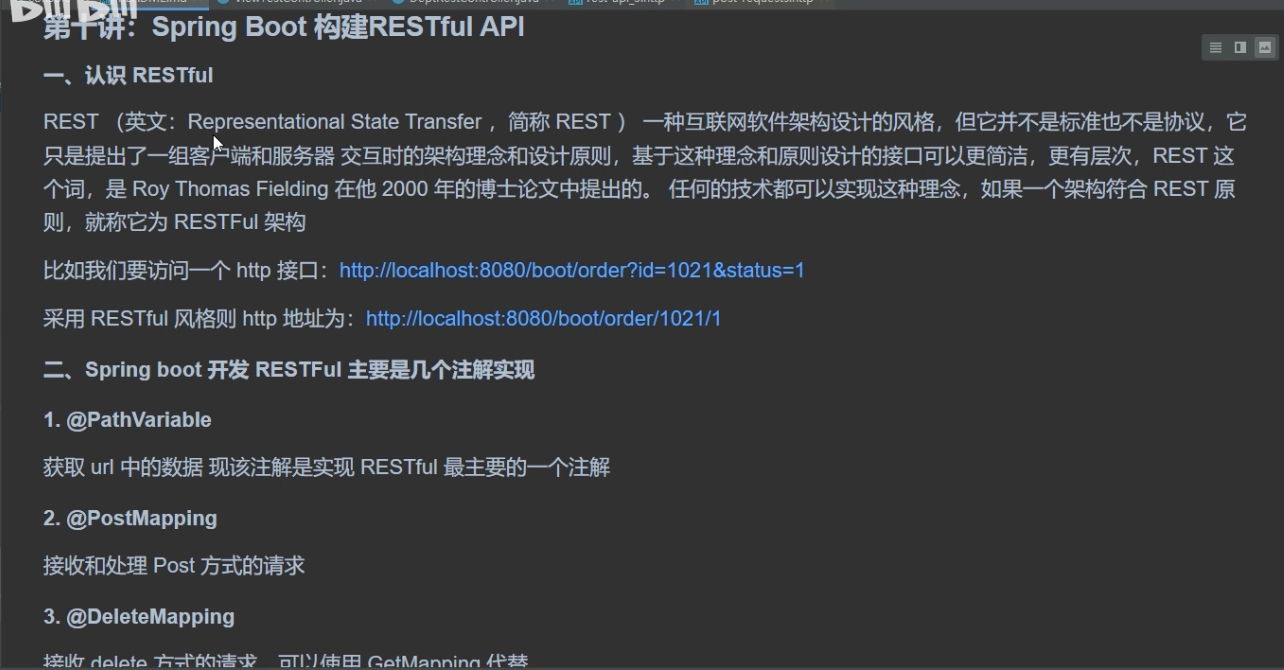 第十讲：Spring Boot 构建RESTful API
一、认识 RESTful
REST （英文：Representational State Transfer ，简称 REST ） 一种互联网软件架构设计的风格，但它并不是标准也不是协议，它
只是提出了一组客户端和服务器 交互时的架构理念和设计原则，基于这种理念和原则设计的接口可以更简洁，更有层次，REST 这
个词，是 Roy Thomas Fielding 在他 2000 年的博士论文中提出的。 任何的技术都可以实现这种理念，如果一个架构符合 REST 原
则，就称它为 RESTFul 架构
比如我们要访问一个 http 接口：http://localhost:8080/boot/order?id=1021&status=1
采用 RESTful 风格则 http 地址为：http://localhost:8080/boot/order/1021/1
二、Spring boot 开发 RESTFul 主要是几个注解实现
1. @PathVariable
获取 url 中的数据 现该注解是实现 RESTful 最主要的一个注解
2. @PostMapping
接收和处理 Post 方式的请求
3. @DeleteMapping
接收 delete 方式的请求，可以使用 GetMapping 代替